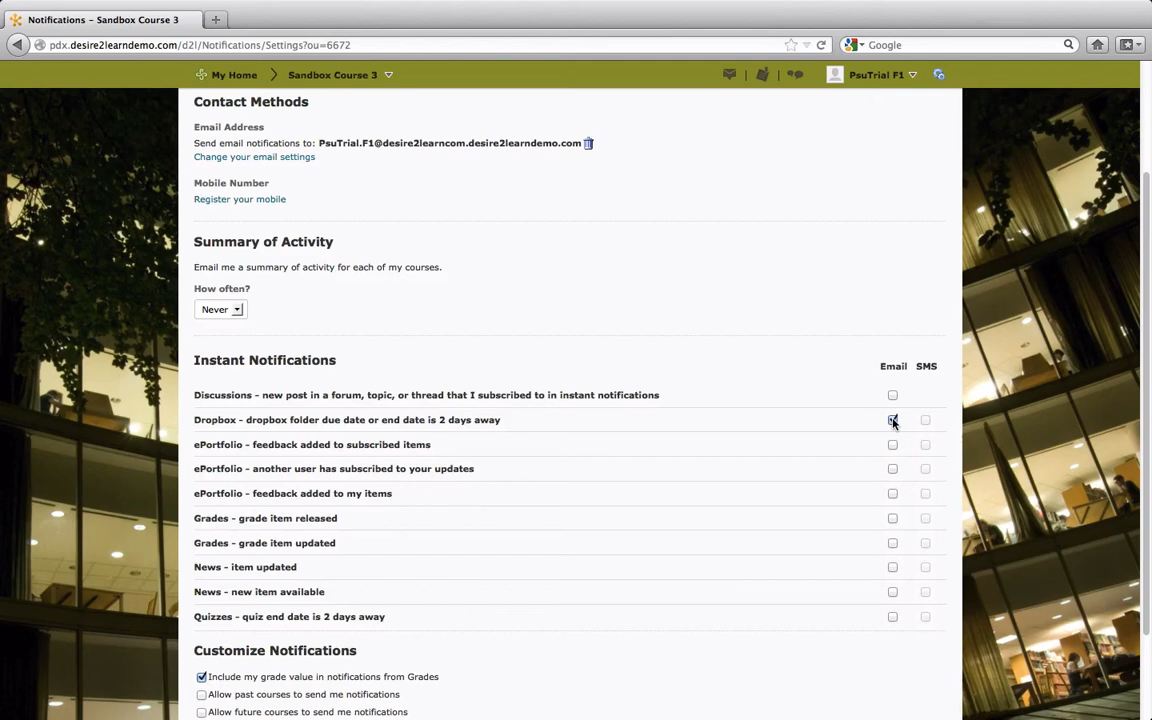 Notifications - Sandbox Course 3
pdx.desire2learndemo.com/d2l/Notifications/Settings?ou=6672
Google
My Home
Sandbox Course 3
PsuTrial F1
Contact Methods
Email Address
Send email notifications to: PsuTrial.F1@desire2learncom.desire2learndemo.com
Change your email settings
Mobile Number
Register your mobile
Summary of Activity
Email me a summary of activity for each of my courses.
How often?
Never
Instant Notifications
Email SMS
Discussions - new post in a forum, topic, or thread that I subscribed to in instant notifications
Dropbox - dropbox folder due date or end date is 2 days away
ePortfolio - feedback added to subscribed items
ePortfolio - another user has subscribed to your updates
ePortfolio - feedback added to my items
Grades - grade item released
Grades - grade item updated
News - item updated
News - new item available
Quizzes - quiz end date is 2 days away
Customize Notifications
Include my grade value in notifications from Grades
Allow past courses to send me notifications
Allow future courses to send me notifications